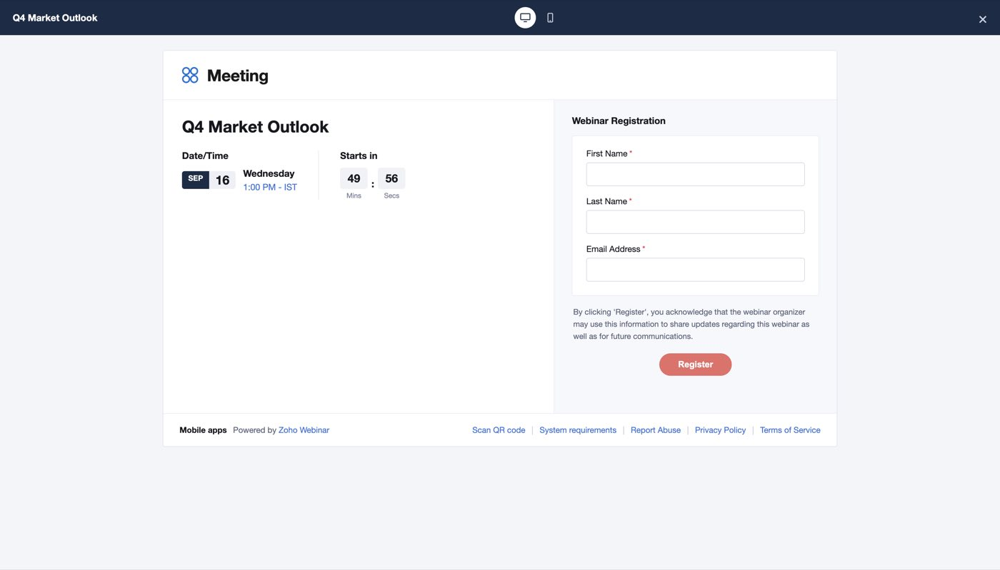 Q4 Market Outlook
Meeting
Q4 Market Outlook
Date/Time
SEP 16
Wednesday
1:00 PM - IST
Starts in
49 : 56
Mins Secs
Webinar Registration
First Name *
Last Name *
Email Address *
By clicking 'Register', you acknowledge that the webinar organizer
may use this information to share updates regarding this webinar as
well as for future communications.
Register
Mobile apps Powered by Zoho Webinar
Scan QR code | System requirements | Report Abuse | Privacy Policy | Terms of Service